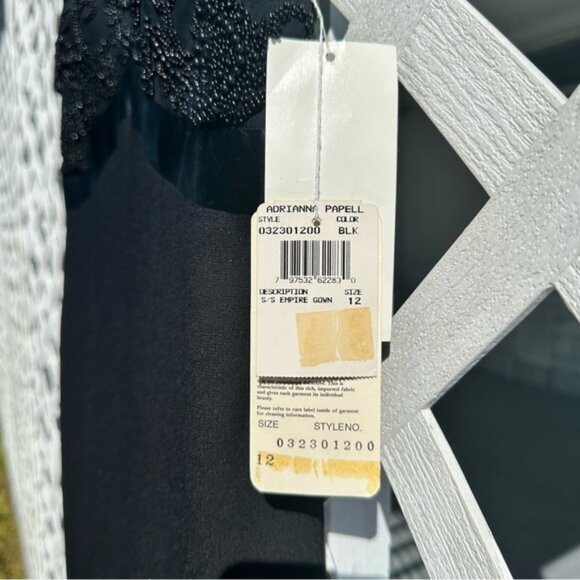 ADRIANNA PAPELL
STYLE COLOR
032301200 BLK
7 97532 62283 0
DESCRIPTION SIZE
S/S EMPIRE GOWN 12
characteristic of this rich, imported fabric
and gives each garment its individual
beauty.
Please refer to care label inside of garment
for cleaning information.
SIZE STYLENO.
032301200
12